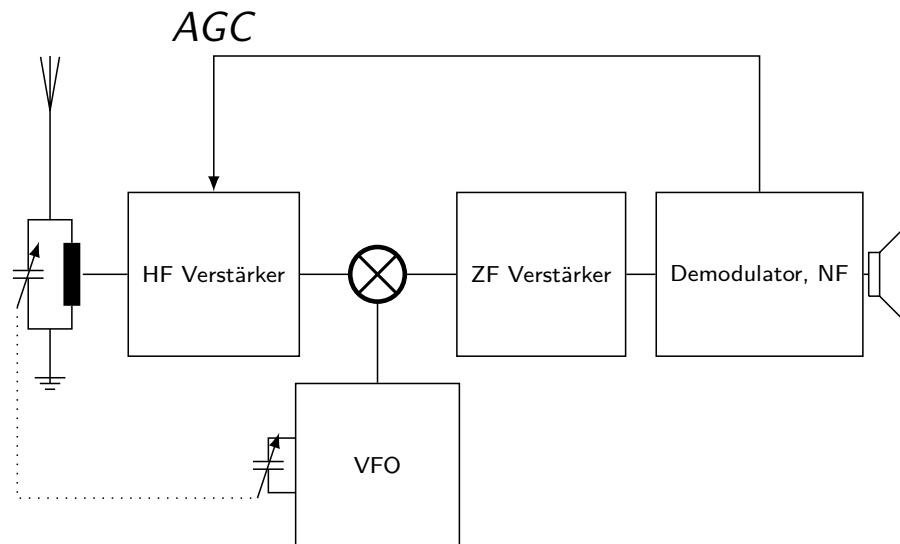 AGC
HF Verstärker
ZF Verstärker
Demodulator, NF
VFO